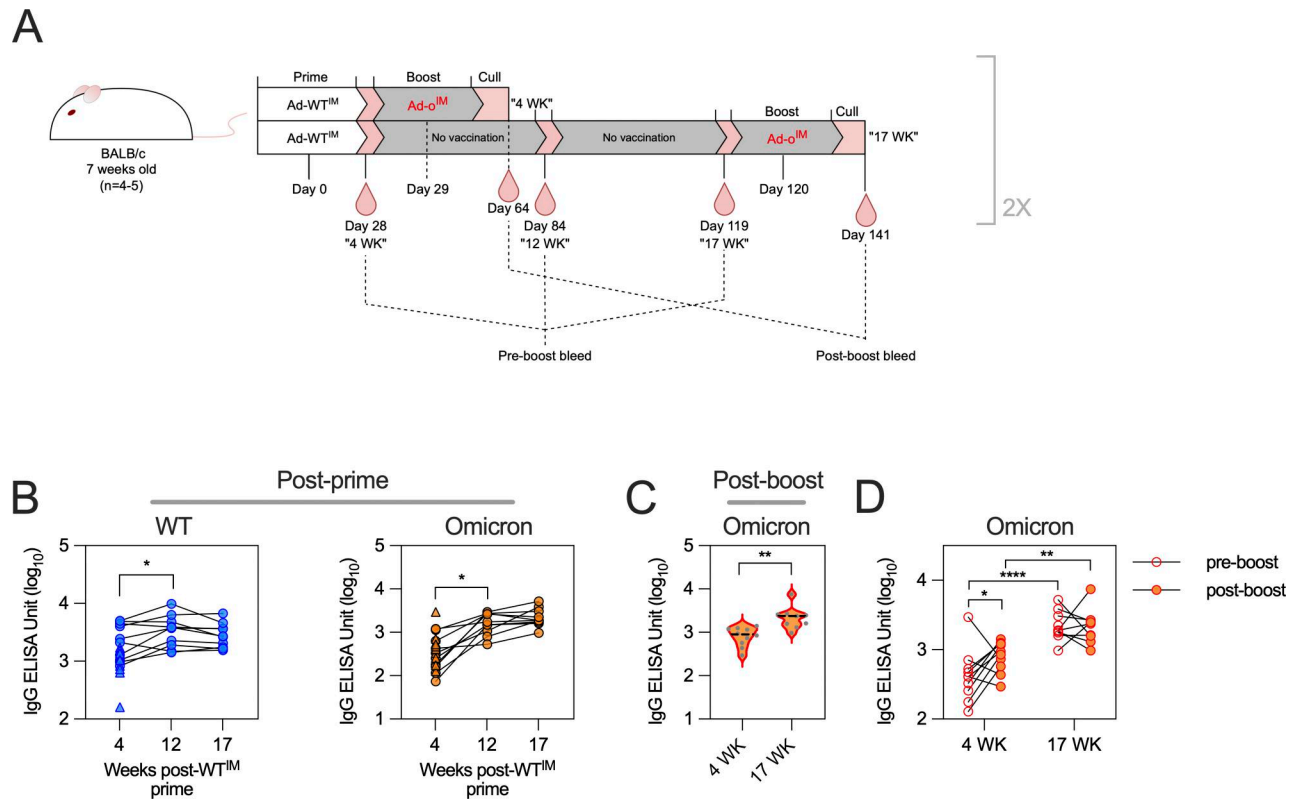 A
Prime
Boost
Cull
Ad-WT^IM
Ad-o^IM
"4 WK"
Boost
Cull
Ad-WT^IM
No vaccination
No vaccination
Ad-o^IM
"17 WK"
BALB/c
7 weeks old
(n=4-5)
Day 0
Day 29
Day 120
Day 64
Day 28
"4 WK"
Day 84
"12 WK"
Day 119
"17 WK"
Day 141
2X
Pre-boost bleed
Post-boost bleed
B
Post-prime
WT
IgG ELISA Unit (log₁₀)
5
4
3
2
*
4
12
17
Weeks post-WT^IM
prime
Omicron
IgG ELISA Unit (log₁₀)
5
4
3
2
1
*
4
12
17
Weeks post-WT^IM
prime
C
Post-boost
Omicron
IgG ELISA Unit (log₁₀)
5
4
3
2
1
**
4 WK
17 WK
D
Omicron
IgG ELISA Unit (log₁₀)
4
3
2
**
****
*
4 WK
17 WK
pre-boost
post-boost